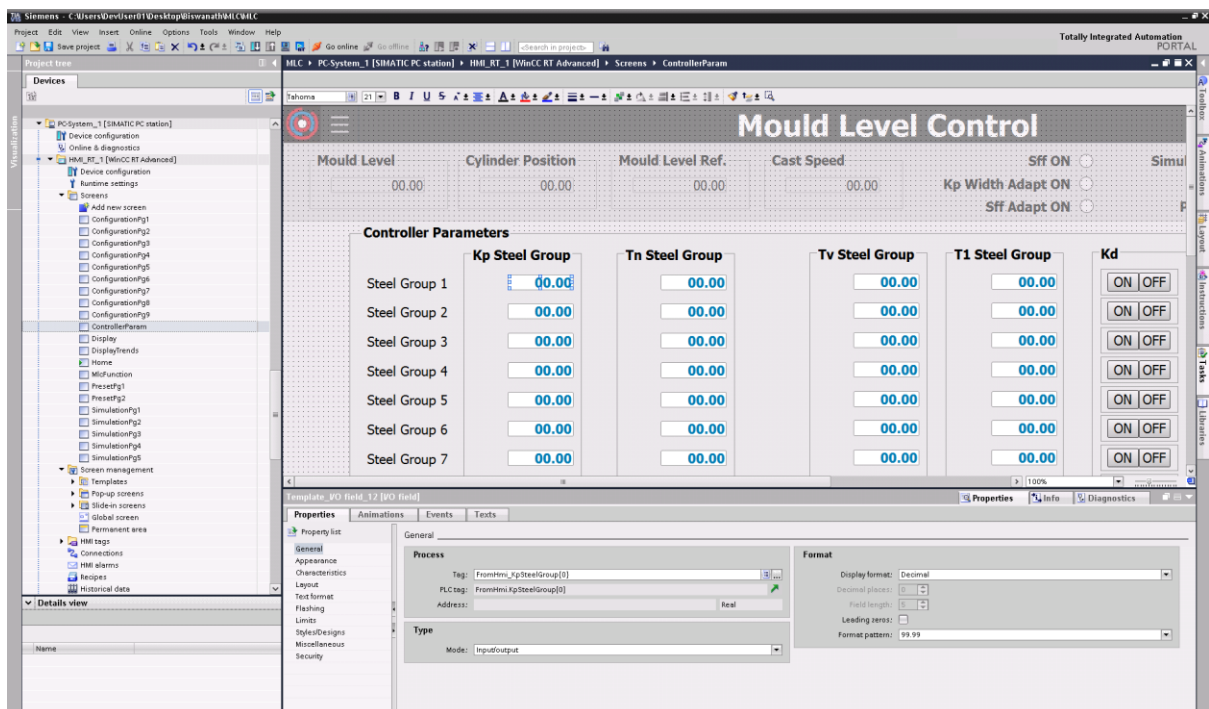 Siemens - C:\Users\DevUser01\Desktop\Biswanath\MLC\MLC
Project Edit View Insert Online Options Tools Window Help
Totally Integrated Automation
PORTAL
Save project Go online Go offline <Search in project>
Project tree
MLC ▸ PC-System_1 [SIMATIC PC station] ▸ HMI_RT_1 [WinCC RT Advanced] ▸ Screens ▸ ControllerParam
Devices
Tahoma 21 B I U S
Visualization
PC-System_1 [SIMATIC PC station]
Device configuration
Online & diagnostics
HMI_RT_1 [WinCC RT Advanced]
Device configuration
Runtime settings
Screens
Add new screen
ConfigurationPg1
ConfigurationPg2
ConfigurationPg3
ConfigurationPg4
ConfigurationPg5
ConfigurationPg6
ConfigurationPg7
ConfigurationPg8
ConfigurationPg9
ControllerParam
Display
DisplayTrends
Home
MlcFunction
PresetPg1
PresetPg2
SimulationPg1
SimulationPg2
SimulationPg3
SimulationPg4
SimulationPg5
Screen management
Templates
Pop-up screens
Slide-in screens
Global screen
Permanent area
HMI tags
Connections
HMI alarms
Recipes
Historical data
Details view
Name
Mould Level Control
Mould Level Cylinder Position Mould Level Ref. Cast Speed Sff ON Simul
00.00 00.00 00.00 00.00 Kp Width Adapt ON
Sff Adapt ON P
Controller Parameters
Kp Steel Group Tn Steel Group Tv Steel Group T1 Steel Group Kd
Steel Group 1 00.00 00.00 00.00 00.00 ON OFF
Steel Group 2 00.00 00.00 00.00 00.00 ON OFF
Steel Group 3 00.00 00.00 00.00 00.00 ON OFF
Steel Group 4 00.00 00.00 00.00 00.00 ON OFF
Steel Group 5 00.00 00.00 00.00 00.00 ON OFF
Steel Group 6 00.00 00.00 00.00 00.00 ON OFF
Steel Group 7 00.00 00.00 00.00 00.00 ON OFF
100%
Template_I/O field_12 [I/O field]
Properties Info Diagnostics
Properties Animations Events Texts
Property list
General
Appearance
Characteristics
Layout
Text format
Flashing
Limits
Styles/Designs
Miscellaneous
Security
General
Process
Tag: FromHmi_KpSteelGroup[0]
PLC tag: FromHmi.KpSteelGroup[0]
Address: Real
Type
Mode: Input/output
Format
Display format: Decimal
Decimal places: 0
Field length: 5
Leading zeros:
Format pattern: 99.99
Toolbox
Animations
Layout
Instructions
Tasks
Libraries